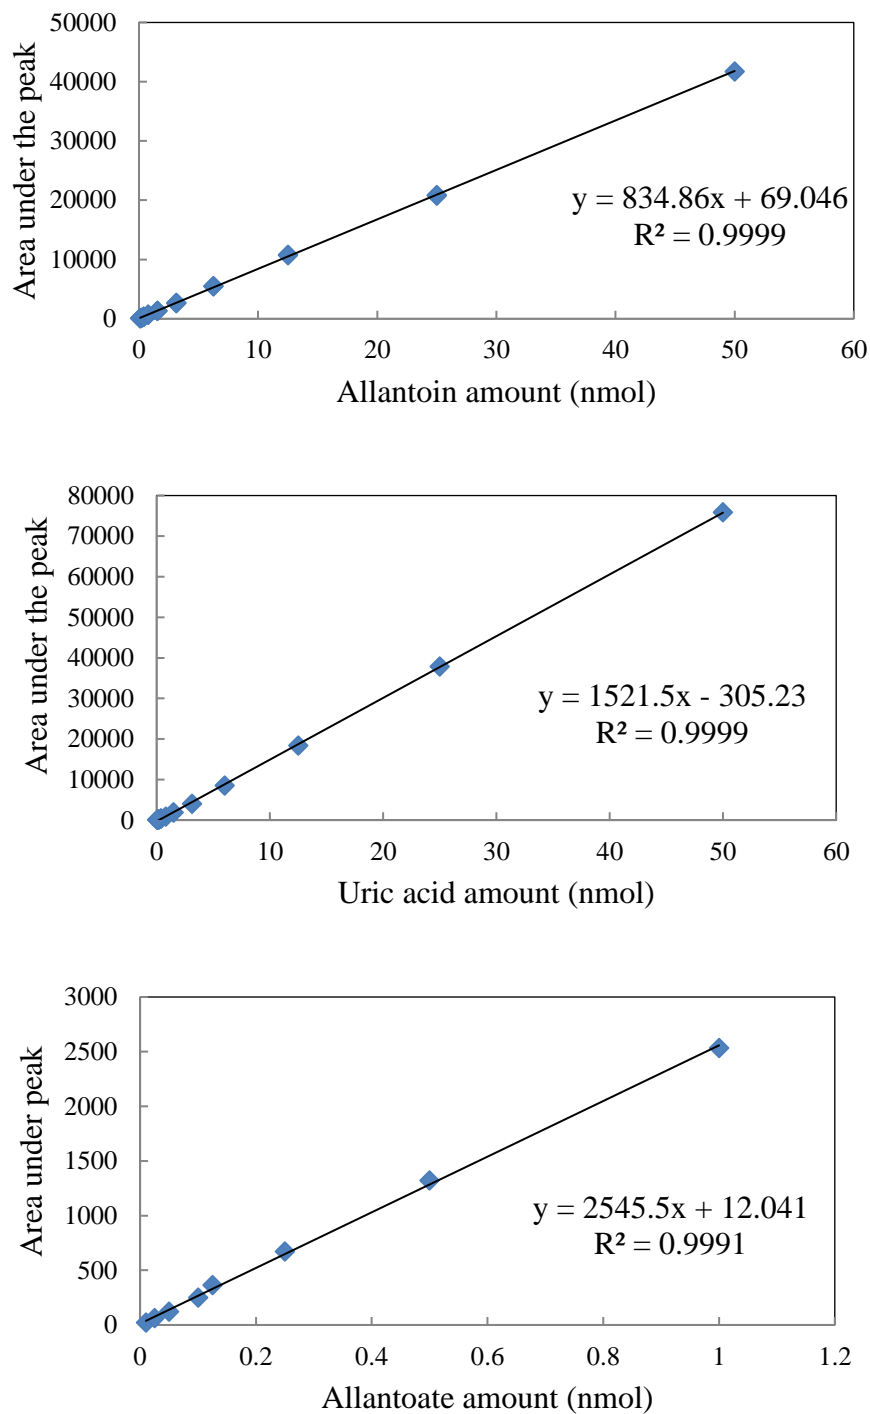 50000
40000
30000
20000
10000
0
Area under the peak
y = 834.86x + 69.046
R² = 0.9999
0 10 20 30 40 50 60
Allantoin amount (nmol)
80000
70000
60000
50000
40000
30000
20000
10000
0
Area under the peak
y = 1521.5x - 305.23
R² = 0.9999
0 10 20 30 40 50 60
Uric acid amount (nmol)
3000
2500
2000
1500
1000
500
0
Area under peak
y = 2545.5x + 12.041
R² = 0.9991
0 0.2 0.4 0.6 0.8 1 1.2
Allantoate amount (nmol)